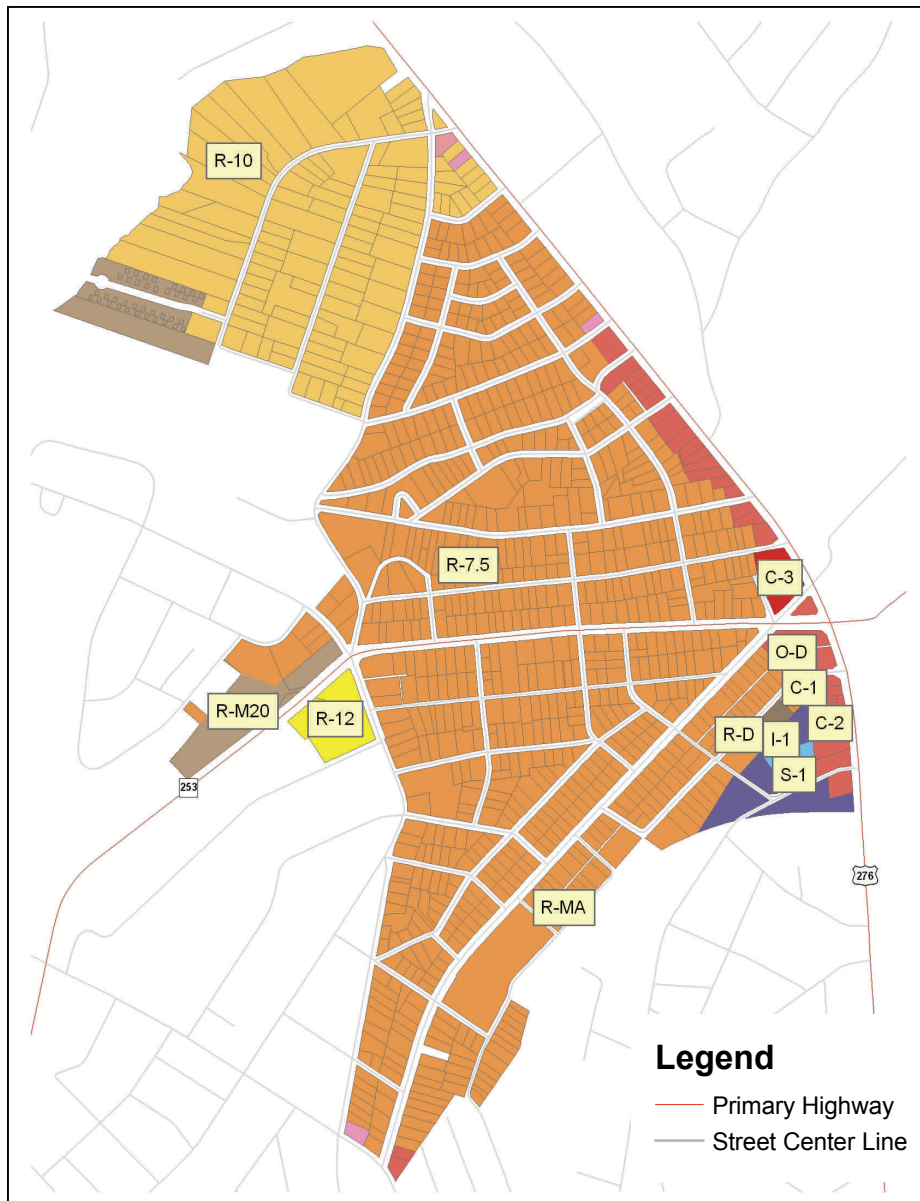 R-10
R-7.5
C-3
O-D
C-1
R-M20
R-12
R-D
I-1
C-2
S-1
253
276
R-MA
Legend
Primary Highway
Street Center Line